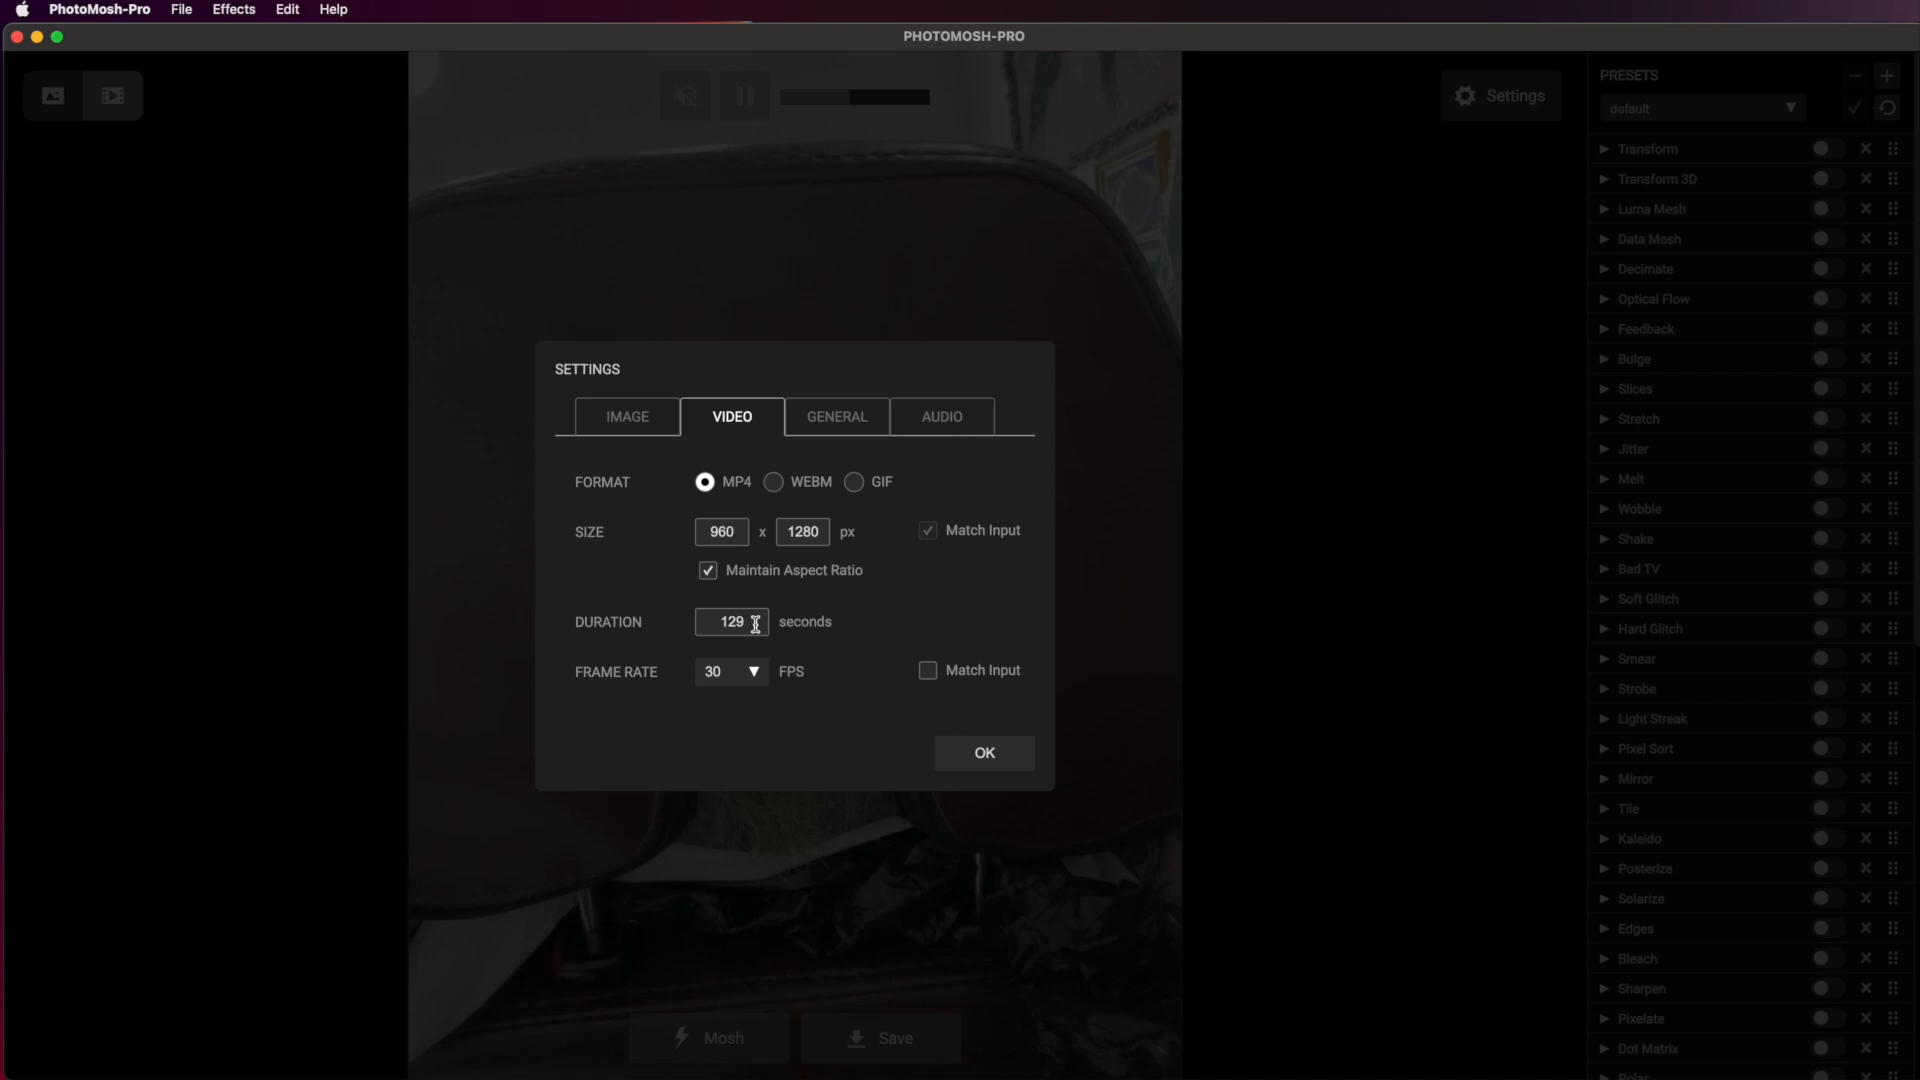 PhotoMosh-Pro File Effects Edit Help
PHOTOMOSH-PRO
Settings
PRESETS
default
Transform
Transform 3D
Luma Mesh
Data Mosh
Decimate
Optical Flow
Feedback
Bulge
Slices
Stretch
Jitter
Melt
Wobble
Shake
Bad TV
Soft Glitch
Hard Glitch
Smear
Strobe
Light Streak
Pixel Sort
Mirror
Tile
Kaleido
Posterize
Solarize
Edges
Bleach
Sharpen
Pixelate
Dot Matrix
Polar
SETTINGS
IMAGE VIDEO GENERAL AUDIO
FORMAT MP4 WEBM GIF
SIZE 960 x 1280 px Match Input
Maintain Aspect Ratio
DURATION 129 seconds
FRAME RATE 30 FPS Match Input
OK
Mosh Save